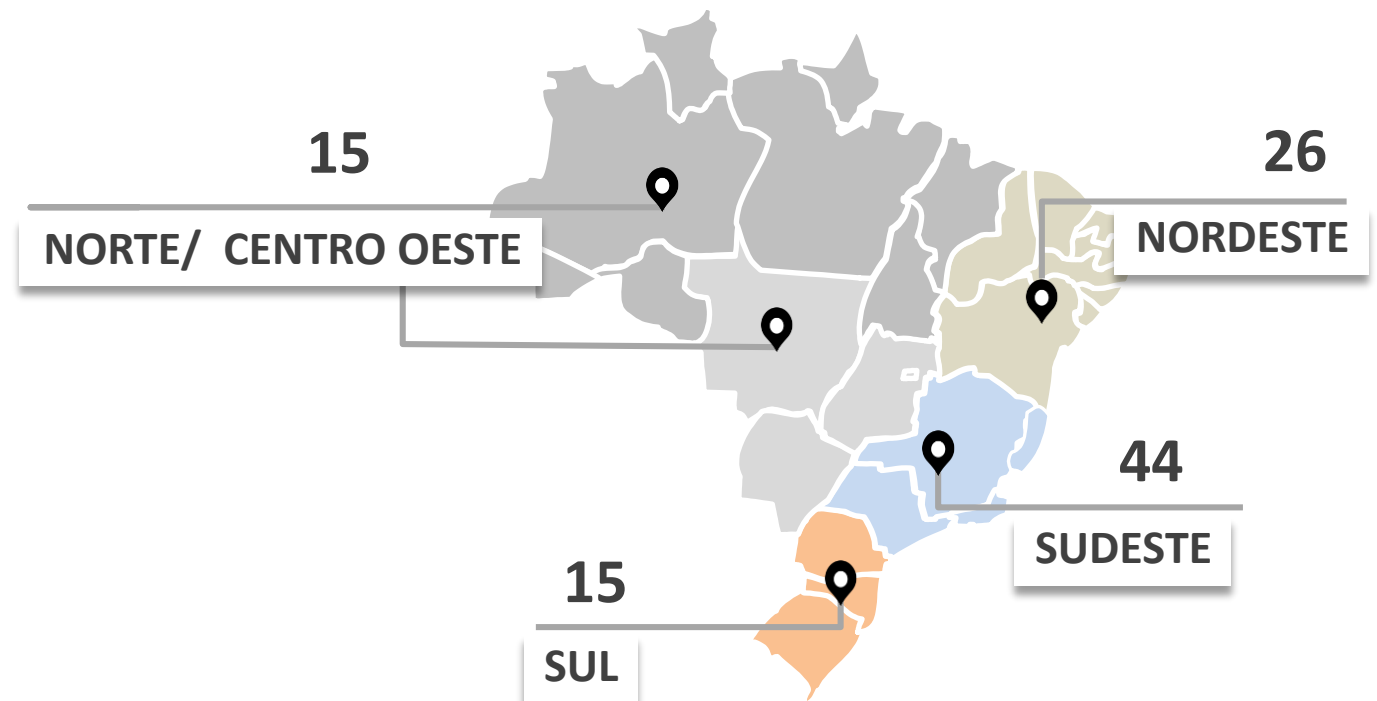 15
NORTE/ CENTRO OESTE
26
NORDESTE
44
SUDESTE
15
SUL